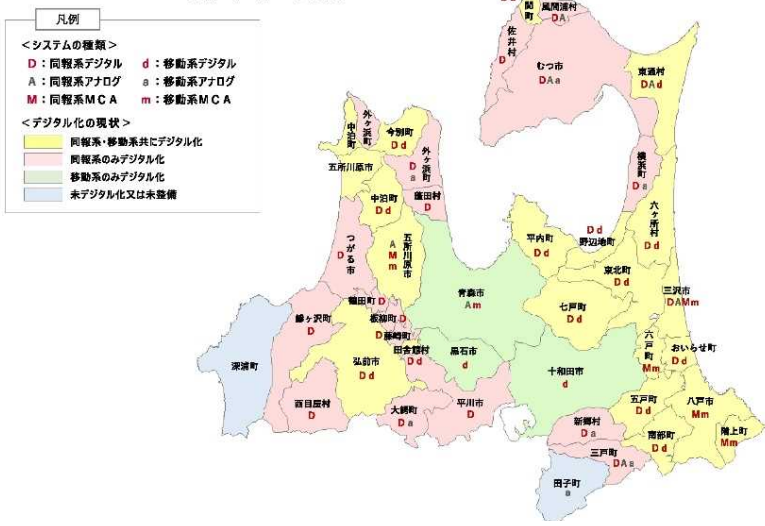 凡例
＜システムの種類＞
D：同報系デジタル d：移動系デジタル
A：同報系アナログ a：移動系アナログ
M：同報系ＭＣＡ m：移動系ＭＣＡ
＜デジタル化の現状＞
同報系・移動系共にデジタル化
同報系のみデジタル化
移動系のみデジタル化
未デジタル化又は未整備
間町
風間浦村
DA
佐井村
D
むつ市
DAa
東通村
DAd
中泊町
外ヶ浜町
今別町
Dd
外ヶ浜町
D
a
五所川原市
横浜町
Da
中泊町
Dd
蓬田村
D
六ヶ所村
Dd
つがる市
D
A
M
m
五所川原市
平内町
Dd
Dd
野辺地町
東北町
Dd
青森市
Am
三沢市
DAMm
鶴田町 D
七戸町
Dd
鰺ヶ沢町
D
板柳町 D
D 藤崎町
田舎館村
Dd
黒石市
d
六戸町
Mm
おいらせ町
Dd
深浦町
弘前市
Dd
十和田市
d
五戸町
Dd
八戸市
Mm
西目屋村
D
大鰐町
Da
平川市
D
新郷村
Da
南部町
Dd
階上町
Mm
三戸町
DAa
田子町
a